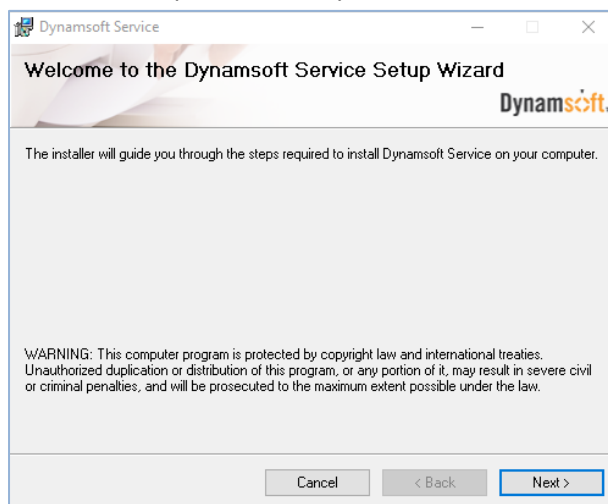 Dynamsoft Service
Welcome to the Dynamsoft Service Setup Wizard
Dynamsoft.
The installer will guide you through the steps required to install Dynamsoft Service on your computer.
WARNING: This computer program is protected by copyright law and international treaties.
Unauthorized duplication or distribution of this program, or any portion of it, may result in severe civil
or criminal penalties, and will be prosecuted to the maximum extent possible under the law.
Cancel < Back Next >